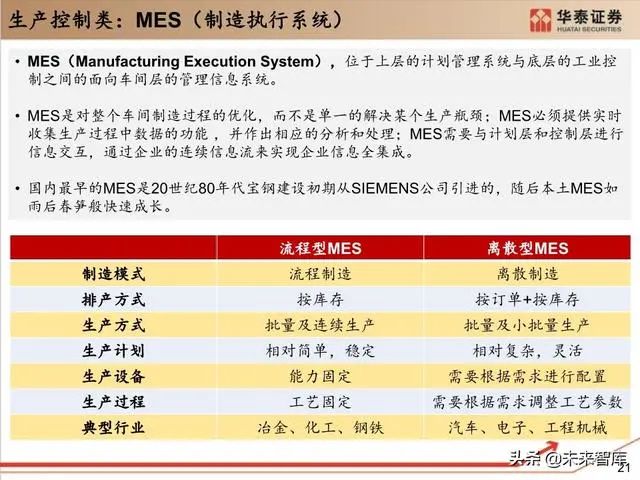 生产控制类：MES（制造执行系统）
华泰证券
HUATAI SECURITIES
• MES（Manufacturing Execution System），位于上层的计划管理系统与底层的工业控
制之间的面向车间层的管理信息系统。
• MES是对整个车间制造过程的优化，而不是单一的解决某个生产瓶颈；MES必须提供实时
收集生产过程中数据的功能 ，并作出相应的分析和处理；MES需要与计划层和控制层进行
信息交互，通过企业的连续信息流来实现企业信息全集成。
• 国内最早的MES是20世纪80年代宝钢建设初期从SIEMENS公司引进的，随后本土MES如
雨后春笋般快速成长。
流程型MES 离散型MES
制造模式 流程制造 离散制造
排产方式 按库存 按订单+按库存
生产方式 批量及连续生产 批量及小批量生产
生产计划 相对简单，稳定 相对复杂，灵活
生产设备 能力固定 需要根据需求进行配置
生产过程 工艺固定 需要根据需求调整工艺参数
典型行业 冶金、化工、钢铁 汽车、电子、工程机械
头条@未来智库
21